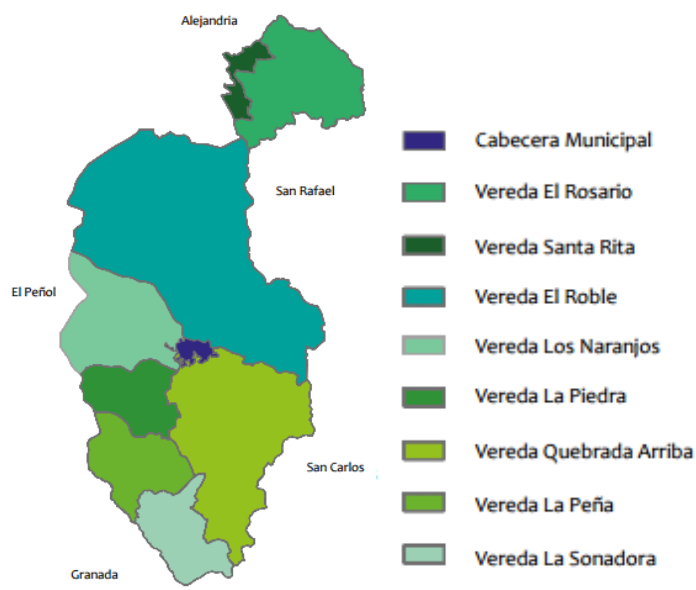 Alejandria
San Rafael
El Peñol
San Carlos
Granada
Cabecera Municipal
Vereda El Rosario
Vereda Santa Rita
Vereda El Roble
Vereda Los Naranjos
Vereda La Piedra
Vereda Quebrada Arriba
Vereda La Peña
Vereda La Sonadora